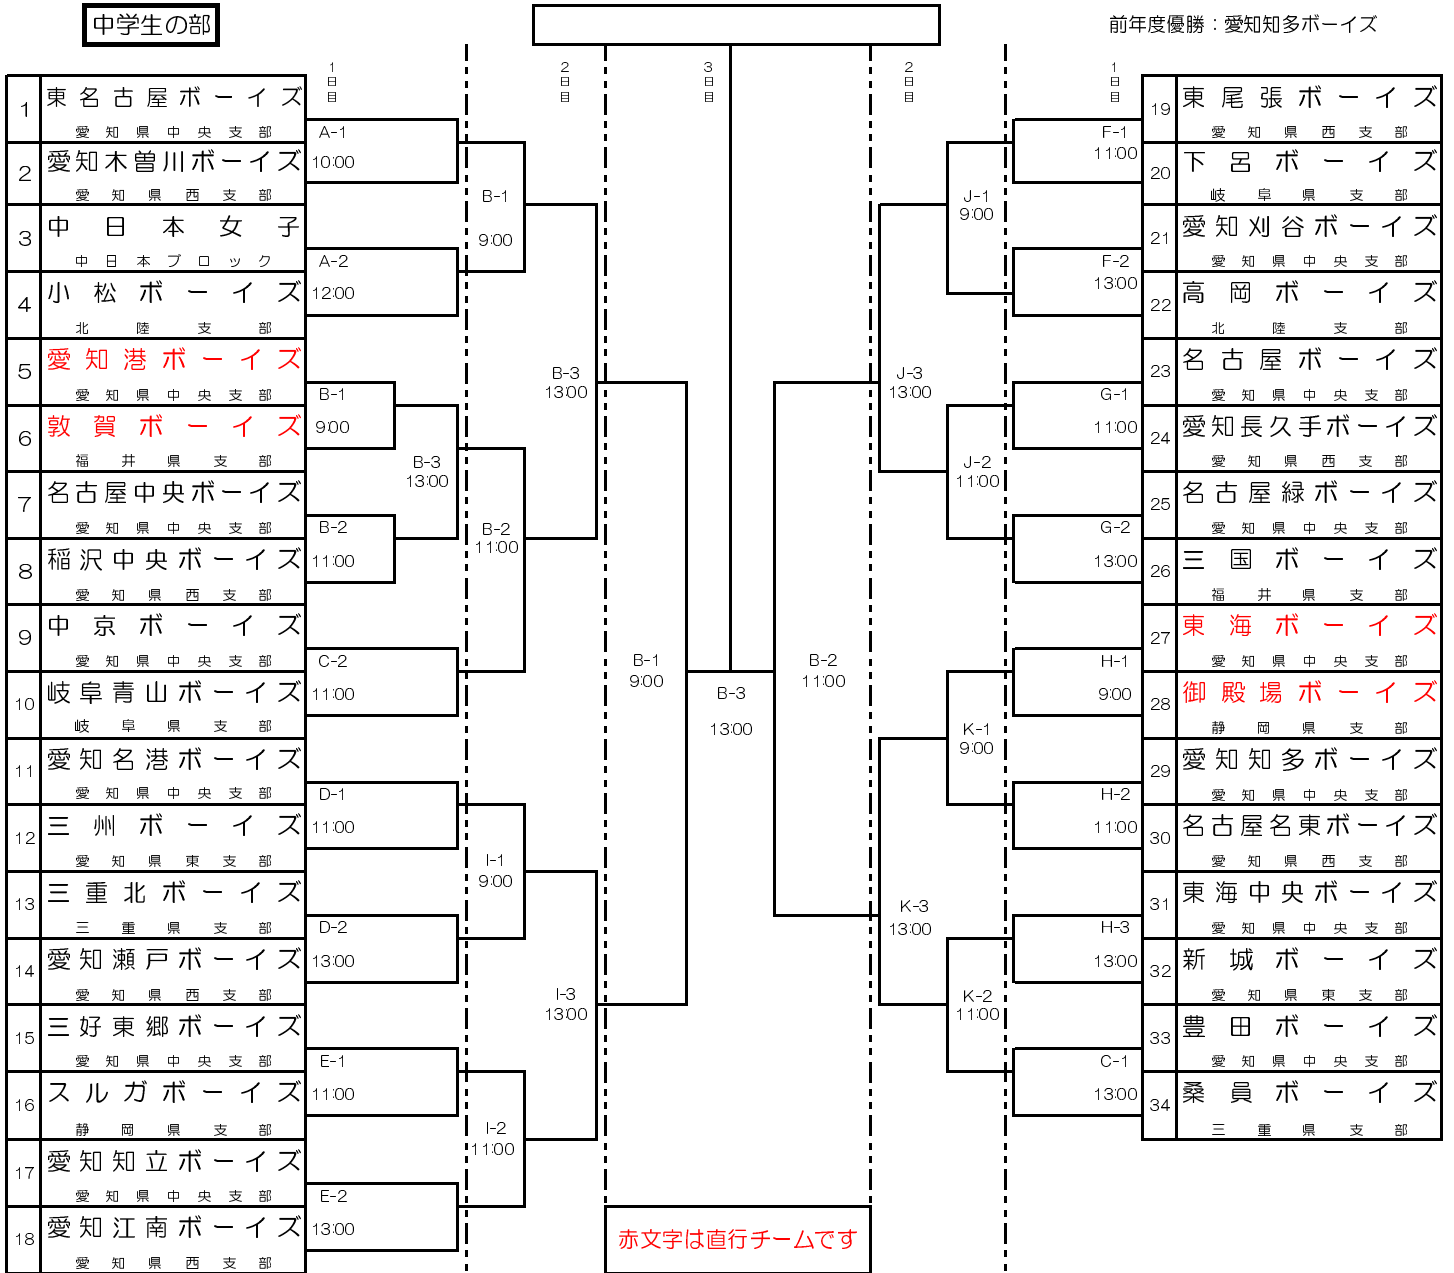 中学生の部
前年度優勝：愛知知多ボーイズ
1日目
2日目
3日目
2日目
1日目
1
東名古屋ボーイズ
愛知県中央支部
2
愛知木曽川ボーイズ
愛知県西支部
3
中日本女子
中日本ブロック
4
小松ボーイズ
北陸支部
5
愛知港ボーイズ
愛知県中央支部
6
敦賀ボーイズ
福井県支部
7
名古屋中央ボーイズ
愛知県中央支部
8
稲沢中央ボーイズ
愛知県西支部
9
中京ボーイズ
愛知県中央支部
10
岐阜青山ボーイズ
岐阜県支部
11
愛知名港ボーイズ
愛知県中央支部
12
三州ボーイズ
愛知県東支部
13
三重北ボーイズ
三重県支部
14
愛知瀬戸ボーイズ
愛知県西支部
15
三好東郷ボーイズ
愛知県中央支部
16
スルガボーイズ
静岡県支部
17
愛知知立ボーイズ
愛知県中央支部
18
愛知江南ボーイズ
愛知県西支部
A-1
10:00
A-2
12:00
B-1
9:00
B-2
11:00
B-3
13:00
C-2
11:00
D-1
11:00
D-2
13:00
E-1
11:00
E-2
13:00
B-1
9:00
B-2
11:00
I-1
9:00
I-2
11:00
B-3
13:00
I-3
13:00
B-1
9:00
B-3
13:00
B-2
11:00
J-3
13:00
K-3
13:00
J-1
9:00
J-2
11:00
K-1
9:00
K-2
11:00
F-1
11:00
F-2
13:00
G-1
11:00
G-2
13:00
H-1
9:00
H-2
11:00
H-3
13:00
C-1
13:00
19
東尾張ボーイズ
愛知県西支部
20
下呂ボーイズ
岐阜県支部
21
愛知刈谷ボーイズ
愛知県中央支部
22
高岡ボーイズ
北陸支部
23
名古屋ボーイズ
愛知県中央支部
24
愛知長久手ボーイズ
愛知県西支部
25
名古屋緑ボーイズ
愛知県中央支部
26
三国ボーイズ
福井県支部
27
東海ボーイズ
愛知県中央支部
28
御殿場ボーイズ
静岡県支部
29
愛知知多ボーイズ
愛知県中央支部
30
名古屋名東ボーイズ
愛知県西支部
31
東海中央ボーイズ
愛知県中央支部
32
新城ボーイズ
愛知県東支部
33
豊田ボーイズ
愛知県中央支部
34
桑員ボーイズ
三重県支部
赤文字は直行チームです